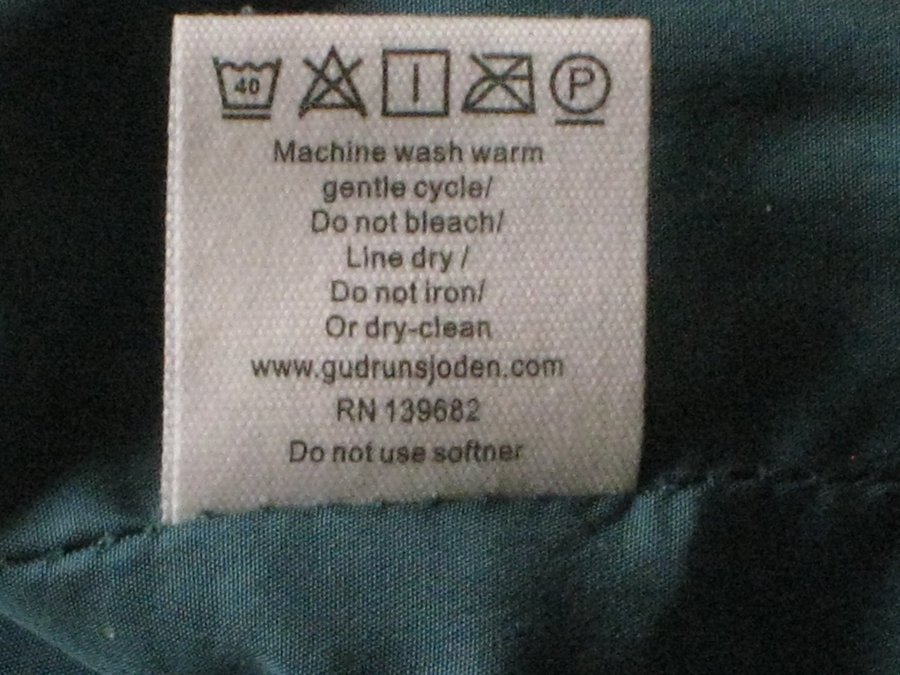 40 P
Machine wash warm
gentle cycle/
Do not bleach/
Line dry /
Do not iron/
Or dry-clean
www.gudrunsjoden.com
RN 139682
Do not use softner